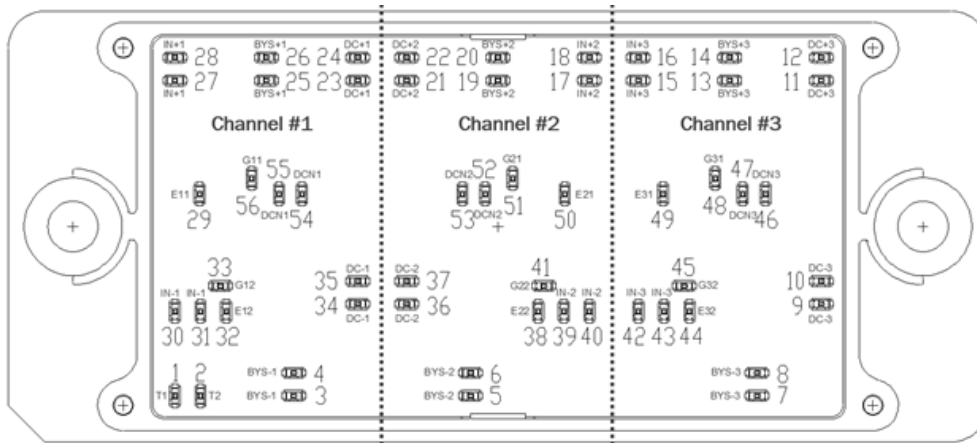 IN+1 BYS+1 DC+1 DC+2 BYS+2 IN+2 IN+3 BYS+3 DC+3
28 26 24 22 20 18 16 14 12
27 25 23 21 19 17 15 13 11
IN+1 BYS+1 DC+1 DC+2 BYS+2 IN+2 IN+3 BYS+3 DC+3
Channel #1 Channel #2 Channel #3
G11 55 DCN1 DCN2 52 G21 G31 47 DCN3
E11 E21 E31
29 56 DCN1 54 53 DCN2 51 50 49 48 DCN3 46
33 35 DC-1 DC-2 37 41 45 10 DC-3
G12 G22 G32
IN-1 IN-1 E12 34 DC-1 DC-2 36 E22 IN-2 IN-2 IN-3 IN-3 E32 9 DC-3
30 31 32 38 39 40 42 43 44
1 2 BYS-1 4 BYS-2 6 BYS-3 8
T1 T2 BYS-1 3 BYS-2 5 BYS-3 7